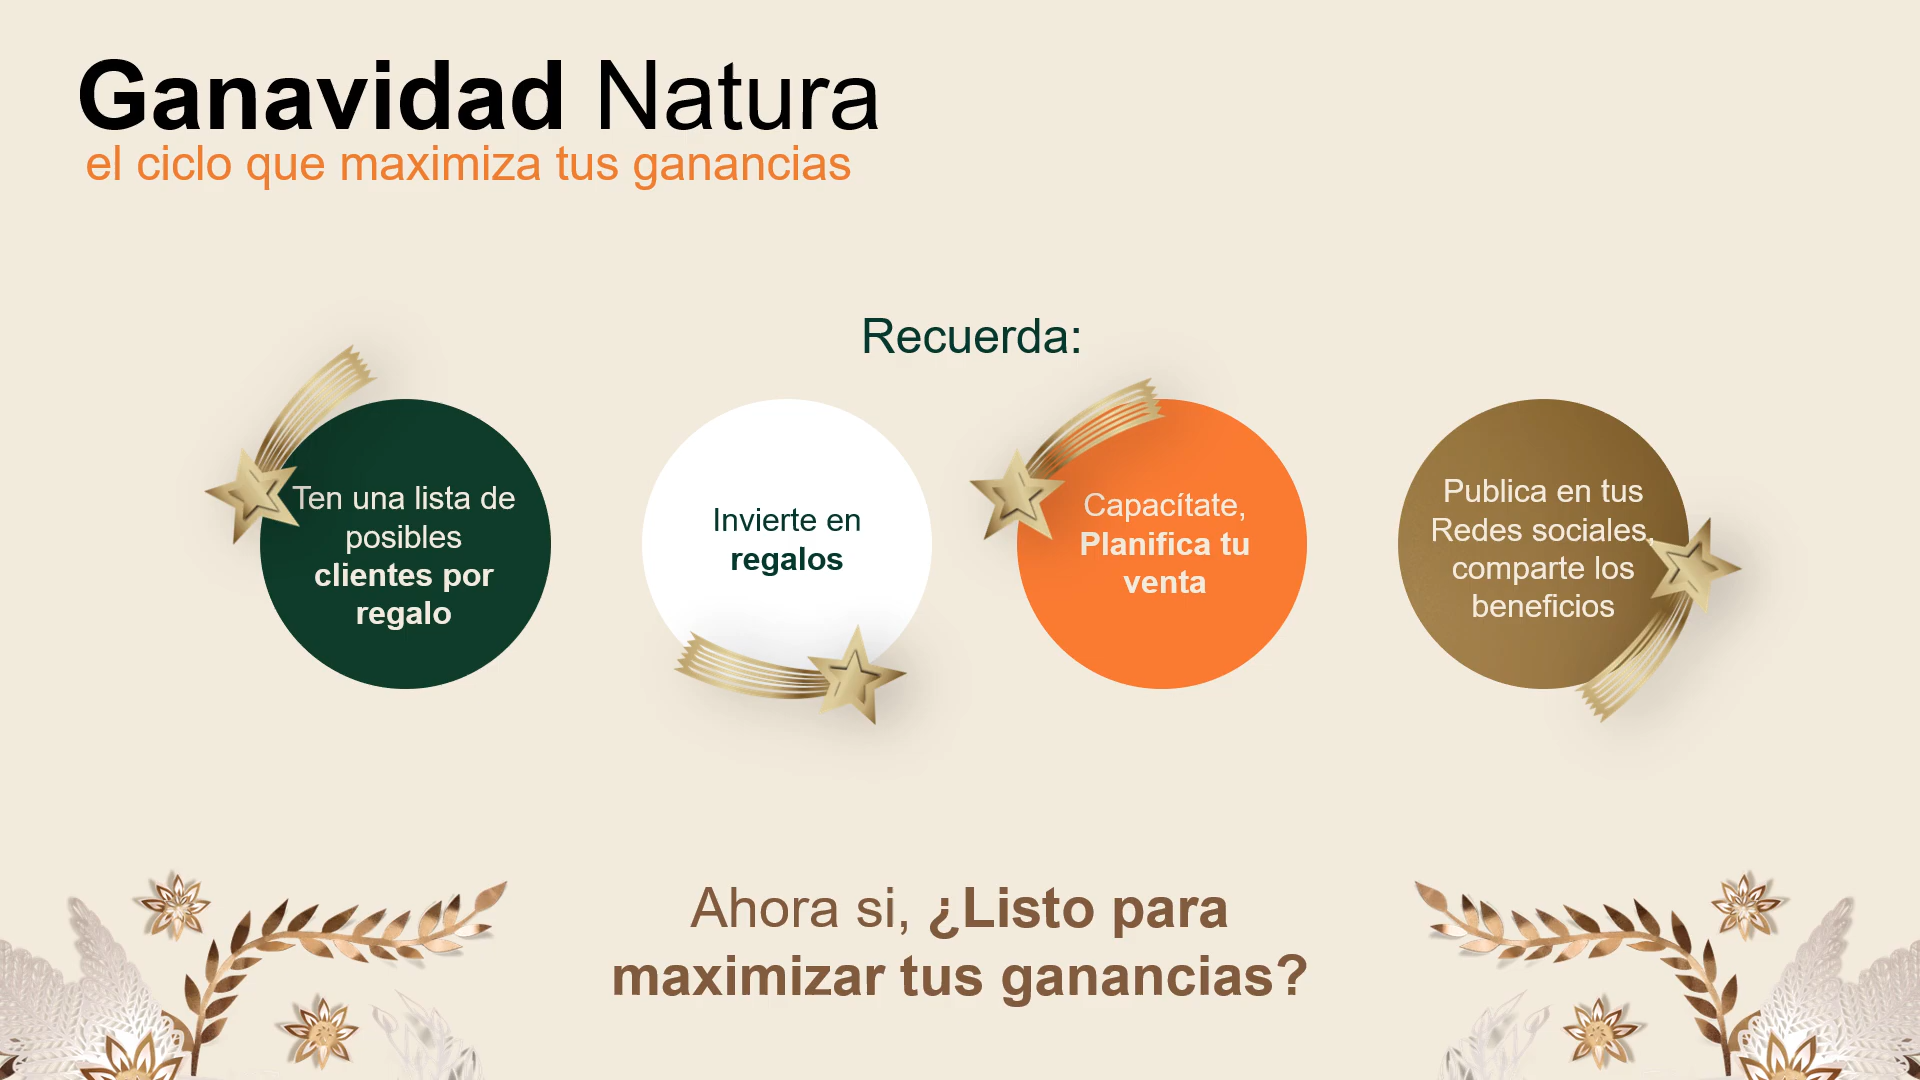 Ganavidad Natura
el ciclo que maximiza tus ganancias
Recuerda:
Ten una lista de
posibles
clientes por
regalo
Invierte en
regalos
Capacítate,
Planifica tu
venta
Publica en tus
Redes sociales,
comparte los
beneficios
Ahora si, ¿Listo para
maximizar tus ganancias?